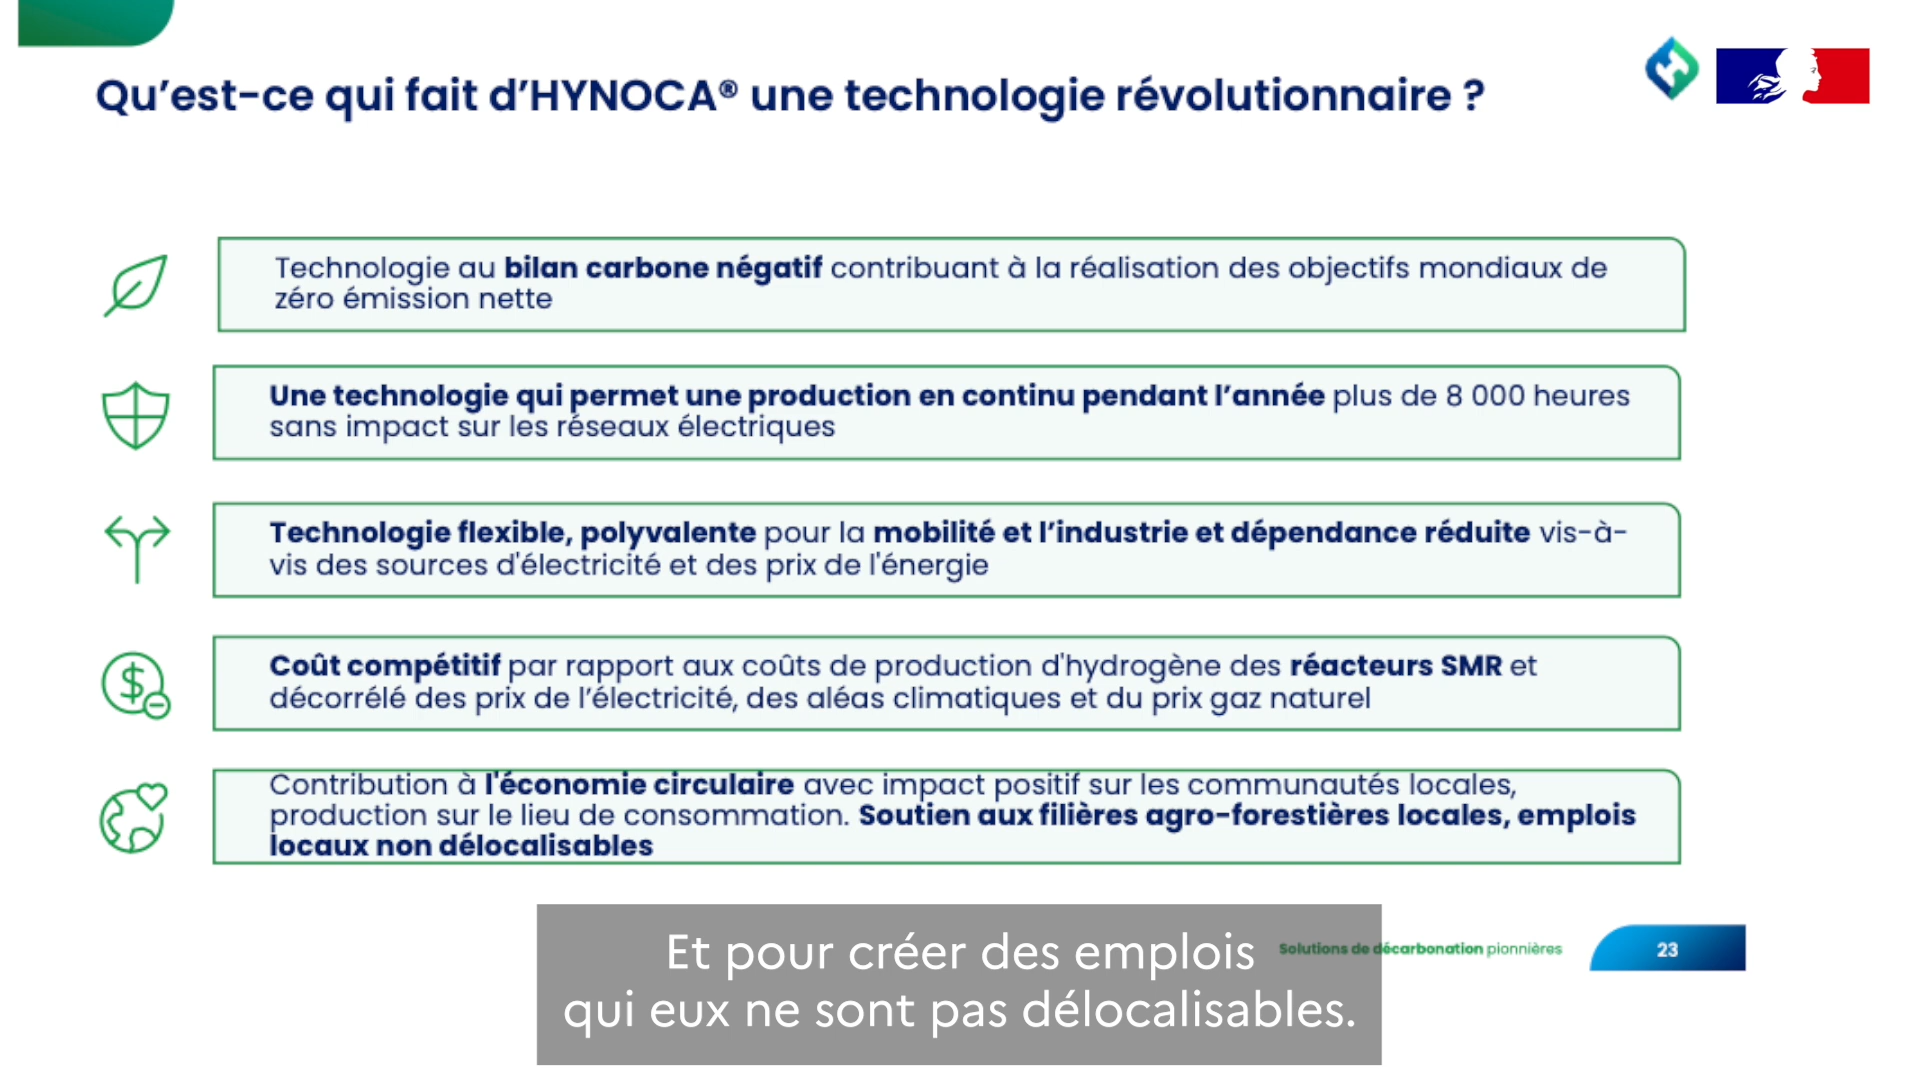 Qu’est-ce qui fait d’HYNOCA® une technologie révolutionnaire ?
Technologie au bilan carbone négatif contribuant à la réalisation des objectifs mondiaux de
zéro émission nette
Une technologie qui permet une production en continu pendant l’année plus de 8 000 heures
sans impact sur les réseaux électriques
Technologie flexible, polyvalente pour la mobilité et l’industrie et dépendance réduite vis-à-
vis des sources d'électricité et des prix de l'énergie
Coût compétitif par rapport aux coûts de production d'hydrogène des réacteurs SMR et
décorrélé des prix de l’électricité, des aléas climatiques et du prix gaz naturel
Contribution à l'économie circulaire avec impact positif sur les communautés locales,
production sur le lieu de consommation. Soutien aux filières agro-forestières locales, emplois
locaux non délocalisables
Solutions de décarbonation pionnières
23
Et pour créer des emplois
qui eux ne sont pas délocalisables.